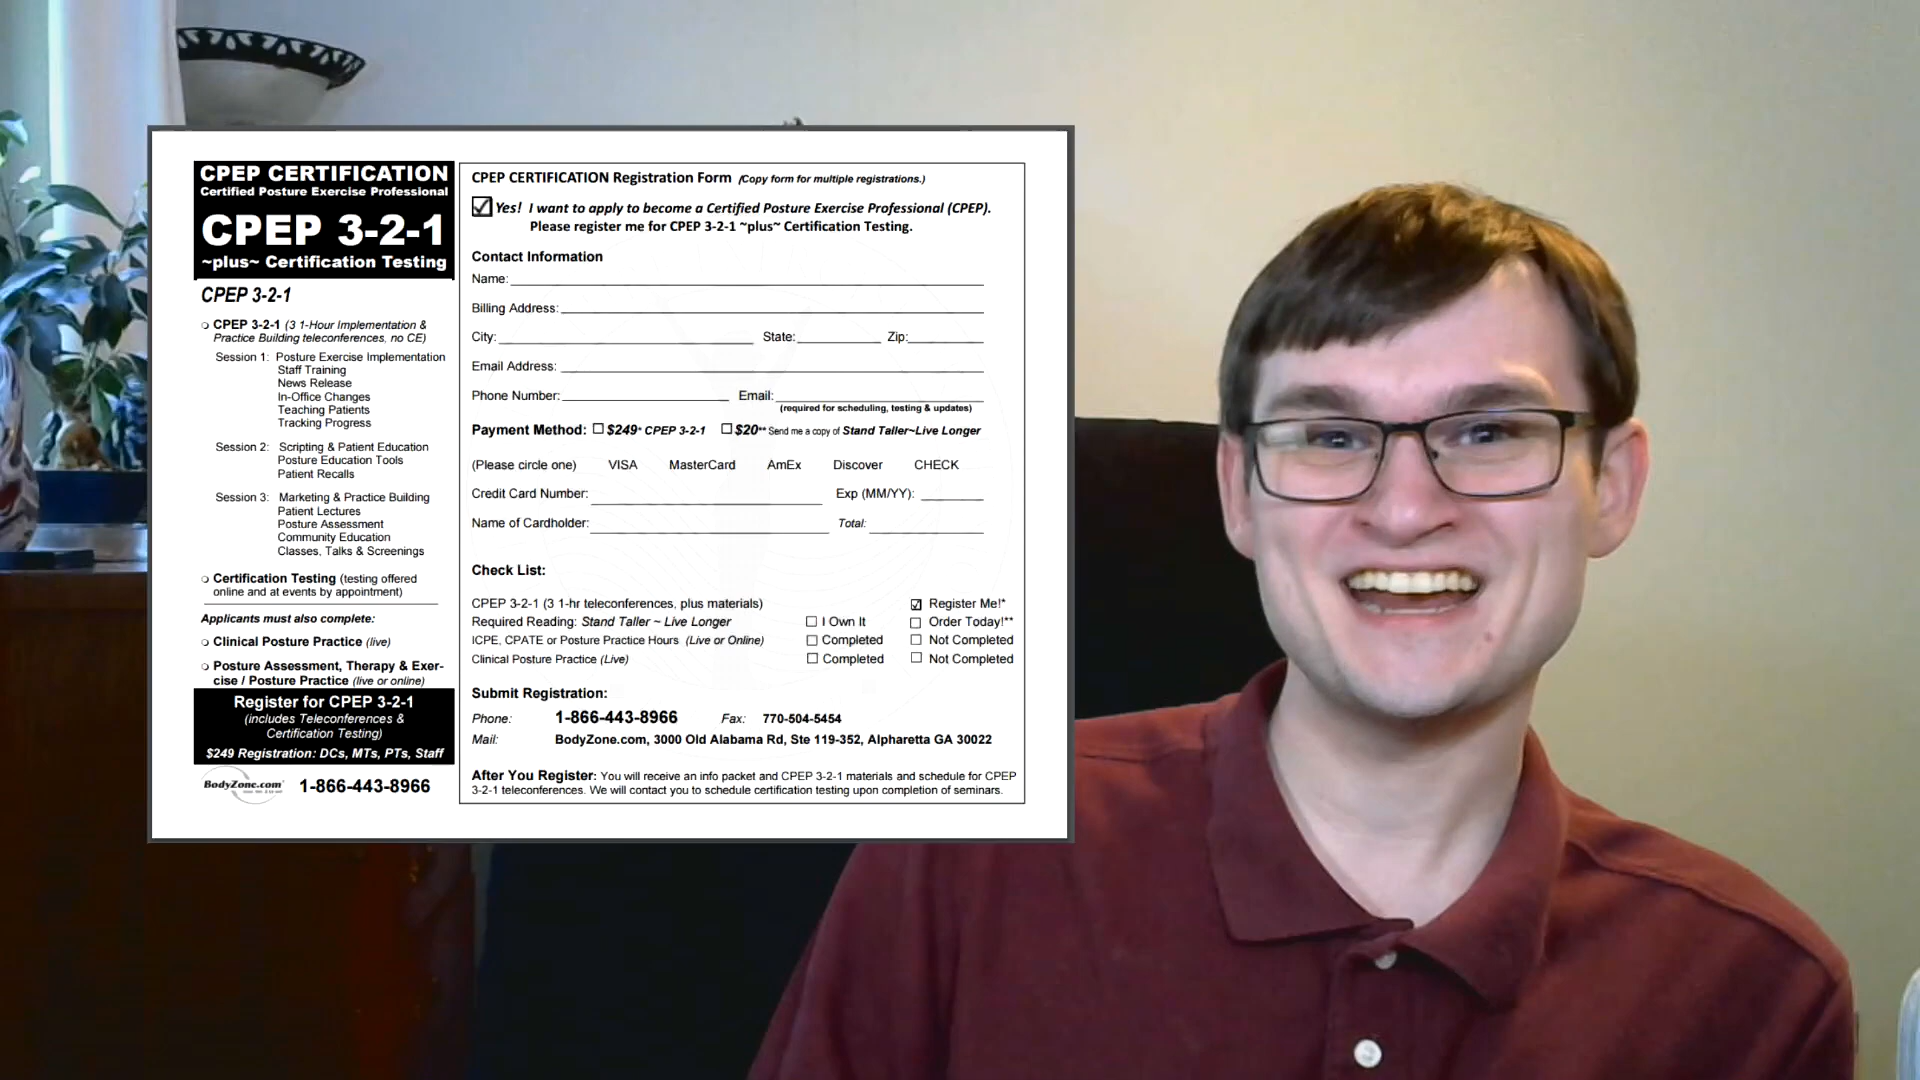 CPEP CERTIFICATION
Certified Posture Exercise Professional
CPEP 3-2-1
~plus~ Certification Testing
CPEP 3-2-1
CPEP 3-2-1 (3 1-Hour Implementation &
Practice Building teleconferences, no CE)
Session 1: Posture Exercise Implementation
Staff Training
News Release
In-Office Changes
Teaching Patients
Tracking Progress
Session 2: Scripting & Patient Education
Posture Education Tools
Patient Recalls
Session 3: Marketing & Practice Building
Patient Lectures
Posture Assessment
Community Education
Classes, Talks & Screenings
Certification Testing (testing offered
online and at events by appointment)
Applicants must also complete:
Clinical Posture Practice (live)
Posture Assessment, Therapy & Exer-
cise / Posture Practice (live or online)
Register for CPEP 3-2-1
(includes Teleconferences &
Certification Testing)
$249 Registration: DCs, MTs, PTs, Staff
BodyZone.com 1-866-443-8966
CPEP CERTIFICATION Registration Form (Copy form for multiple registrations.)
Yes! I want to apply to become a Certified Posture Exercise Professional (CPEP).
Please register me for CPEP 3-2-1 ~plus~ Certification Testing.
Contact Information
Name:
Billing Address:
City: State: Zip:
Email Address:
Phone Number: Email:
(required for scheduling, testing & updates)
Payment Method: $249* CPEP 3-2-1 $20** Send me a copy of Stand Taller~Live Longer
(Please circle one) VISA MasterCard AmEx Discover CHECK
Credit Card Number: Exp (MM/YY):
Name of Cardholder: Total:
Check List:
CPEP 3-2-1 (3 1-hr teleconferences, plus materials) Register Me!*
Required Reading: Stand Taller ~ Live Longer I Own It Order Today!**
ICPE, CPATE or Posture Practice Hours (Live or Online) Completed Not Completed
Clinical Posture Practice (Live) Completed Not Completed
Submit Registration:
Phone: 1-866-443-8966 Fax: 770-504-5454
Mail: BodyZone.com, 3000 Old Alabama Rd, Ste 119-352, Alpharetta GA 30022
After You Register: You will receive an info packet and CPEP 3-2-1 materials and schedule for CPEP
3-2-1 teleconferences. We will contact you to schedule certification testing upon completion of seminars.